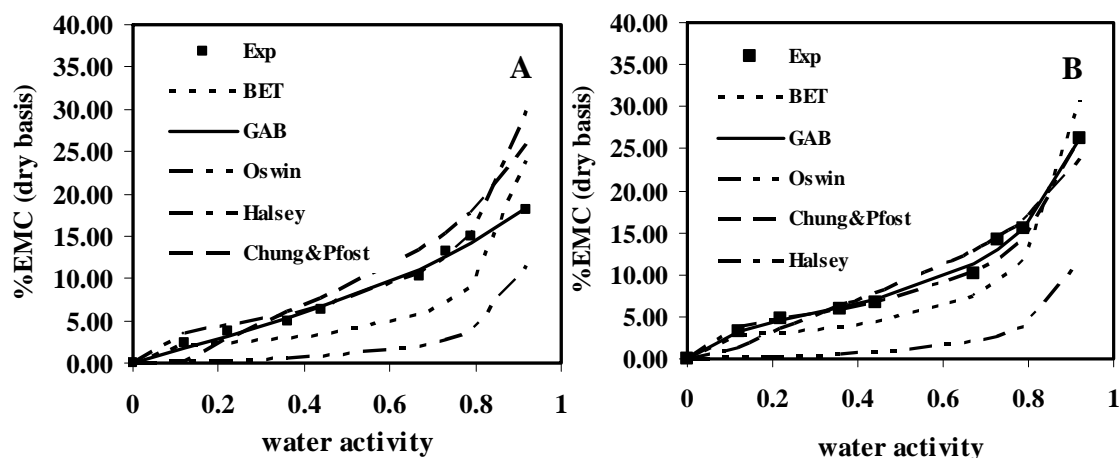 %EMC (dry basis)
40.00
35.00
30.00
25.00
20.00
15.00
10.00
5.00
0.00
A
Exp
BET
GAB
Oswin
Halsey
Chung&Pfost
0
0.2
0.4
0.6
0.8
1
water activity
%EMC (dry basis)
40.00
35.00
30.00
25.00
20.00
15.00
10.00
5.00
0.00
B
Exp
BET
GAB
Oswin
Chung&Pfost
Halsey
0
0.2
0.4
0.6
0.8
1
water activity